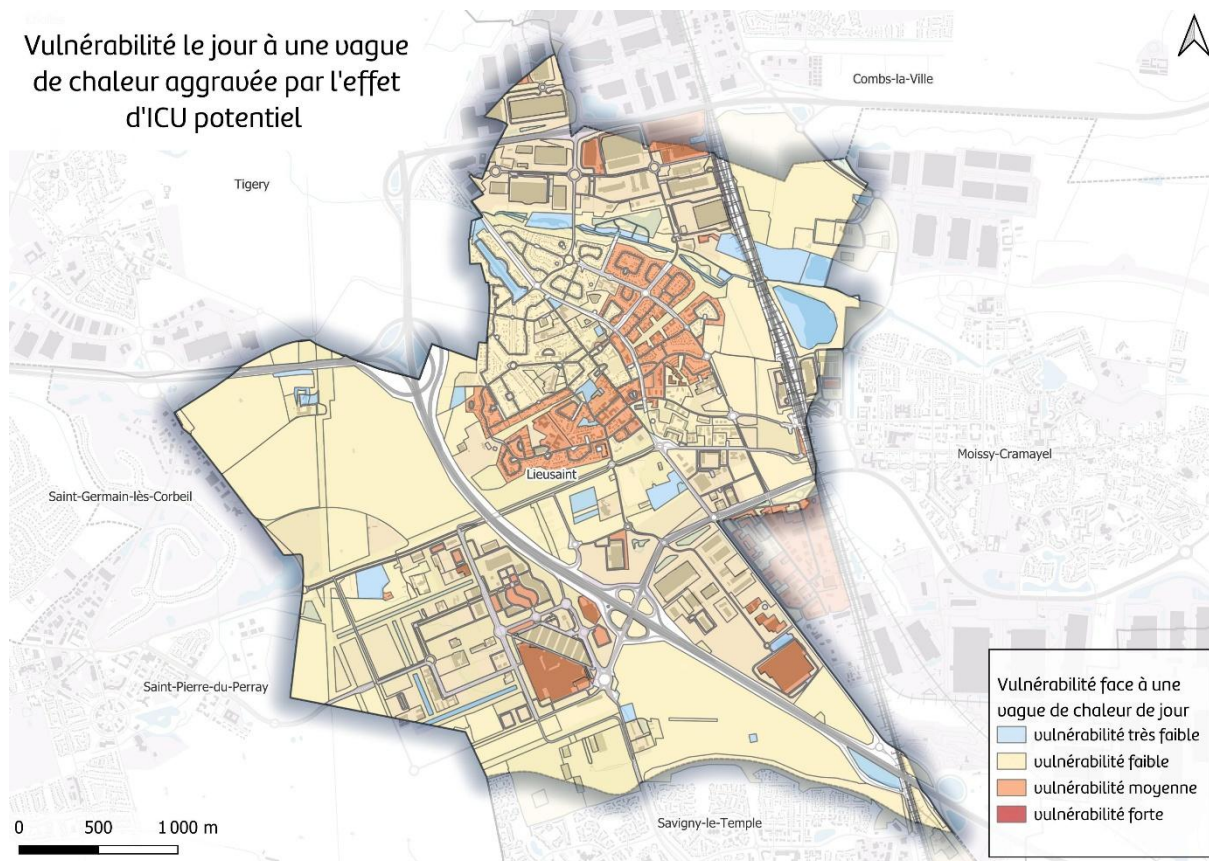 Vulnérabilité le jour à une vague
de chaleur aggravée par l'effet
d'ICU potentiel
Combs-la-Ville
Tigery
Moissy-Cramayel
Lieusaint
Saint-Germain-lès-Corbeil
Saint-Pierre-du-Perray
Savigny-le-Temple
Vulnérabilité face à une
vague de chaleur de jour
vulnérabilité très faible
vulnérabilité faible
vulnérabilité moyenne
vulnérabilité forte
0 500 1 000 m